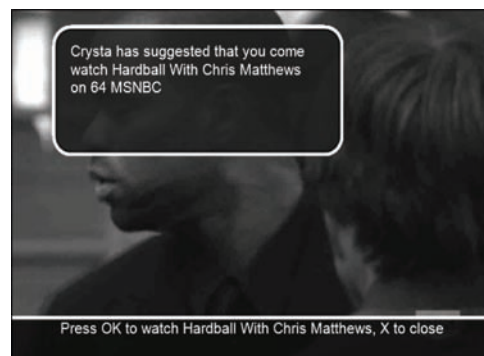 Crysta has suggested that you come
watch Hardball With Chris Matthews
on 64 MSNBC
Press OK to watch Hardball With Chris Matthews, X to close